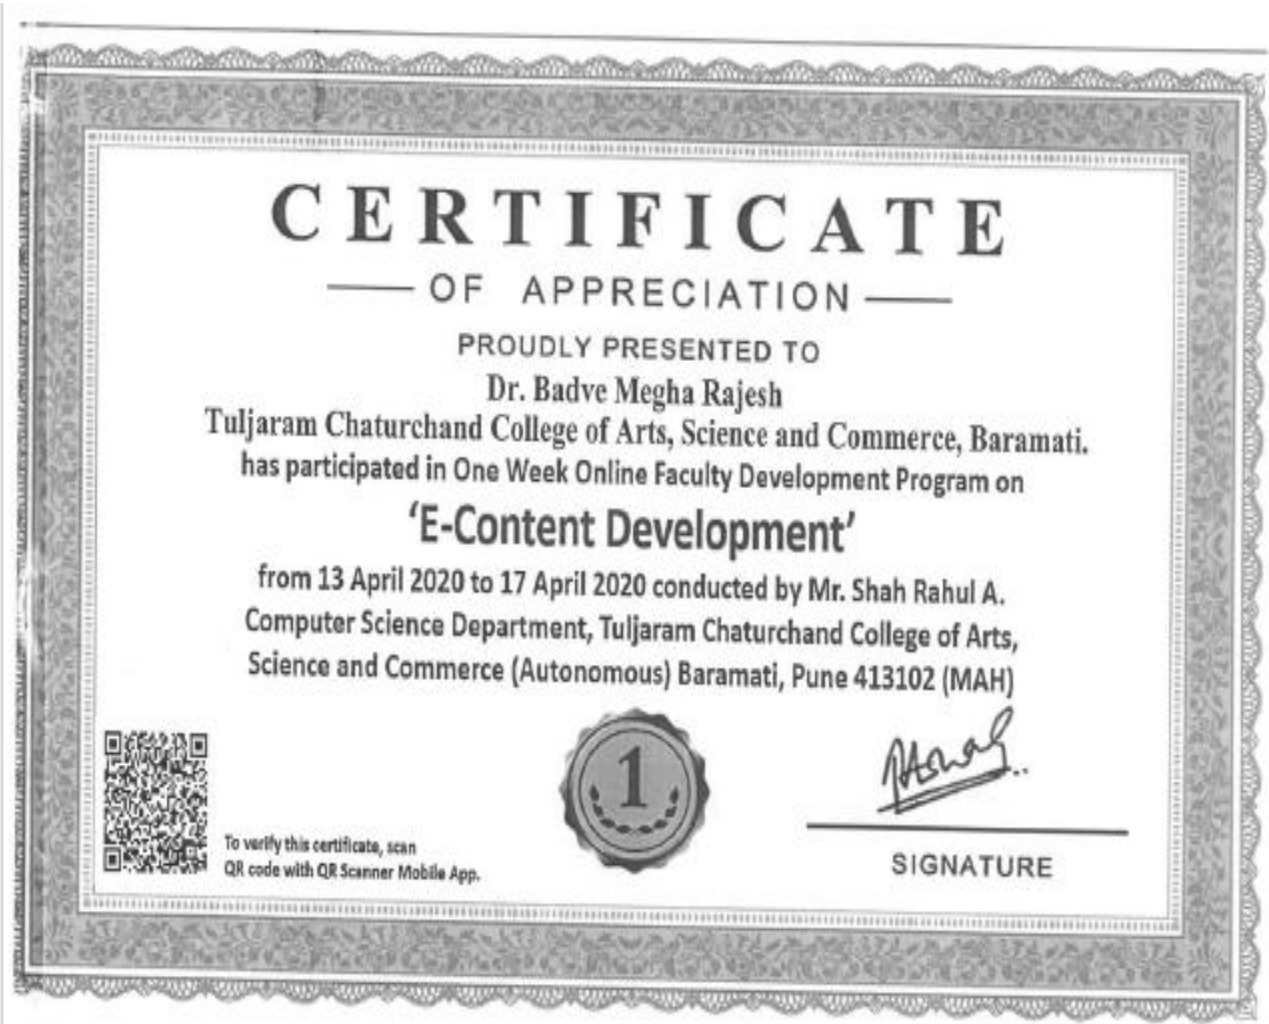 CERTIFICATE
OF APPRECIATION
PROUDLY PRESENTED TO
Dr. Badve Megha Rajesh
Tuljaram Chaturchand College of Arts, Science and Commerce, Baramati.
has participated in One Week Online Faculty Development Program on
‘E-Content Development’
from 13 April 2020 to 17 April 2020 conducted by Mr. Shah Rahul A.
Computer Science Department, Tuljaram Chaturchand College of Arts,
Science and Commerce (Autonomous) Baramati, Pune 413102 (MAH)
1
To verify this certificate, scan
QR code with QR Scanner Mobile App.
SIGNATURE